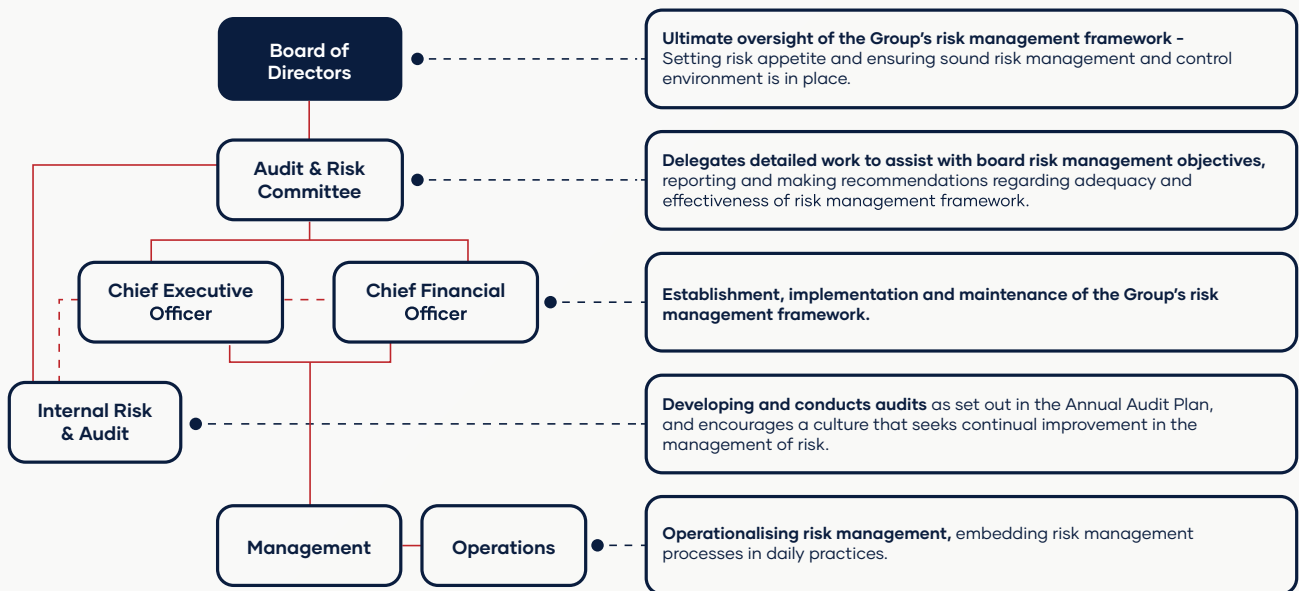 Board of
Directors
Ultimate oversight of the Group's risk management framework -
Setting risk appetite and ensuring sound risk management and control
environment is in place.
Audit & Risk
Committee
Delegates detailed work to assist with board risk management objectives,
reporting and making recommendations regarding adequacy and
effectiveness of risk management framework.
Chief Executive
Officer
Chief Financial
Officer
Establishment, implementation and maintenance of the Group's risk
management framework.
Internal Risk
& Audit
Developing and conducts audits as set out in the Annual Audit Plan,
and encourages a culture that seeks continual improvement in the
management of risk.
Management
Operations
Operationalising risk management, embedding risk management
processes in daily practices.